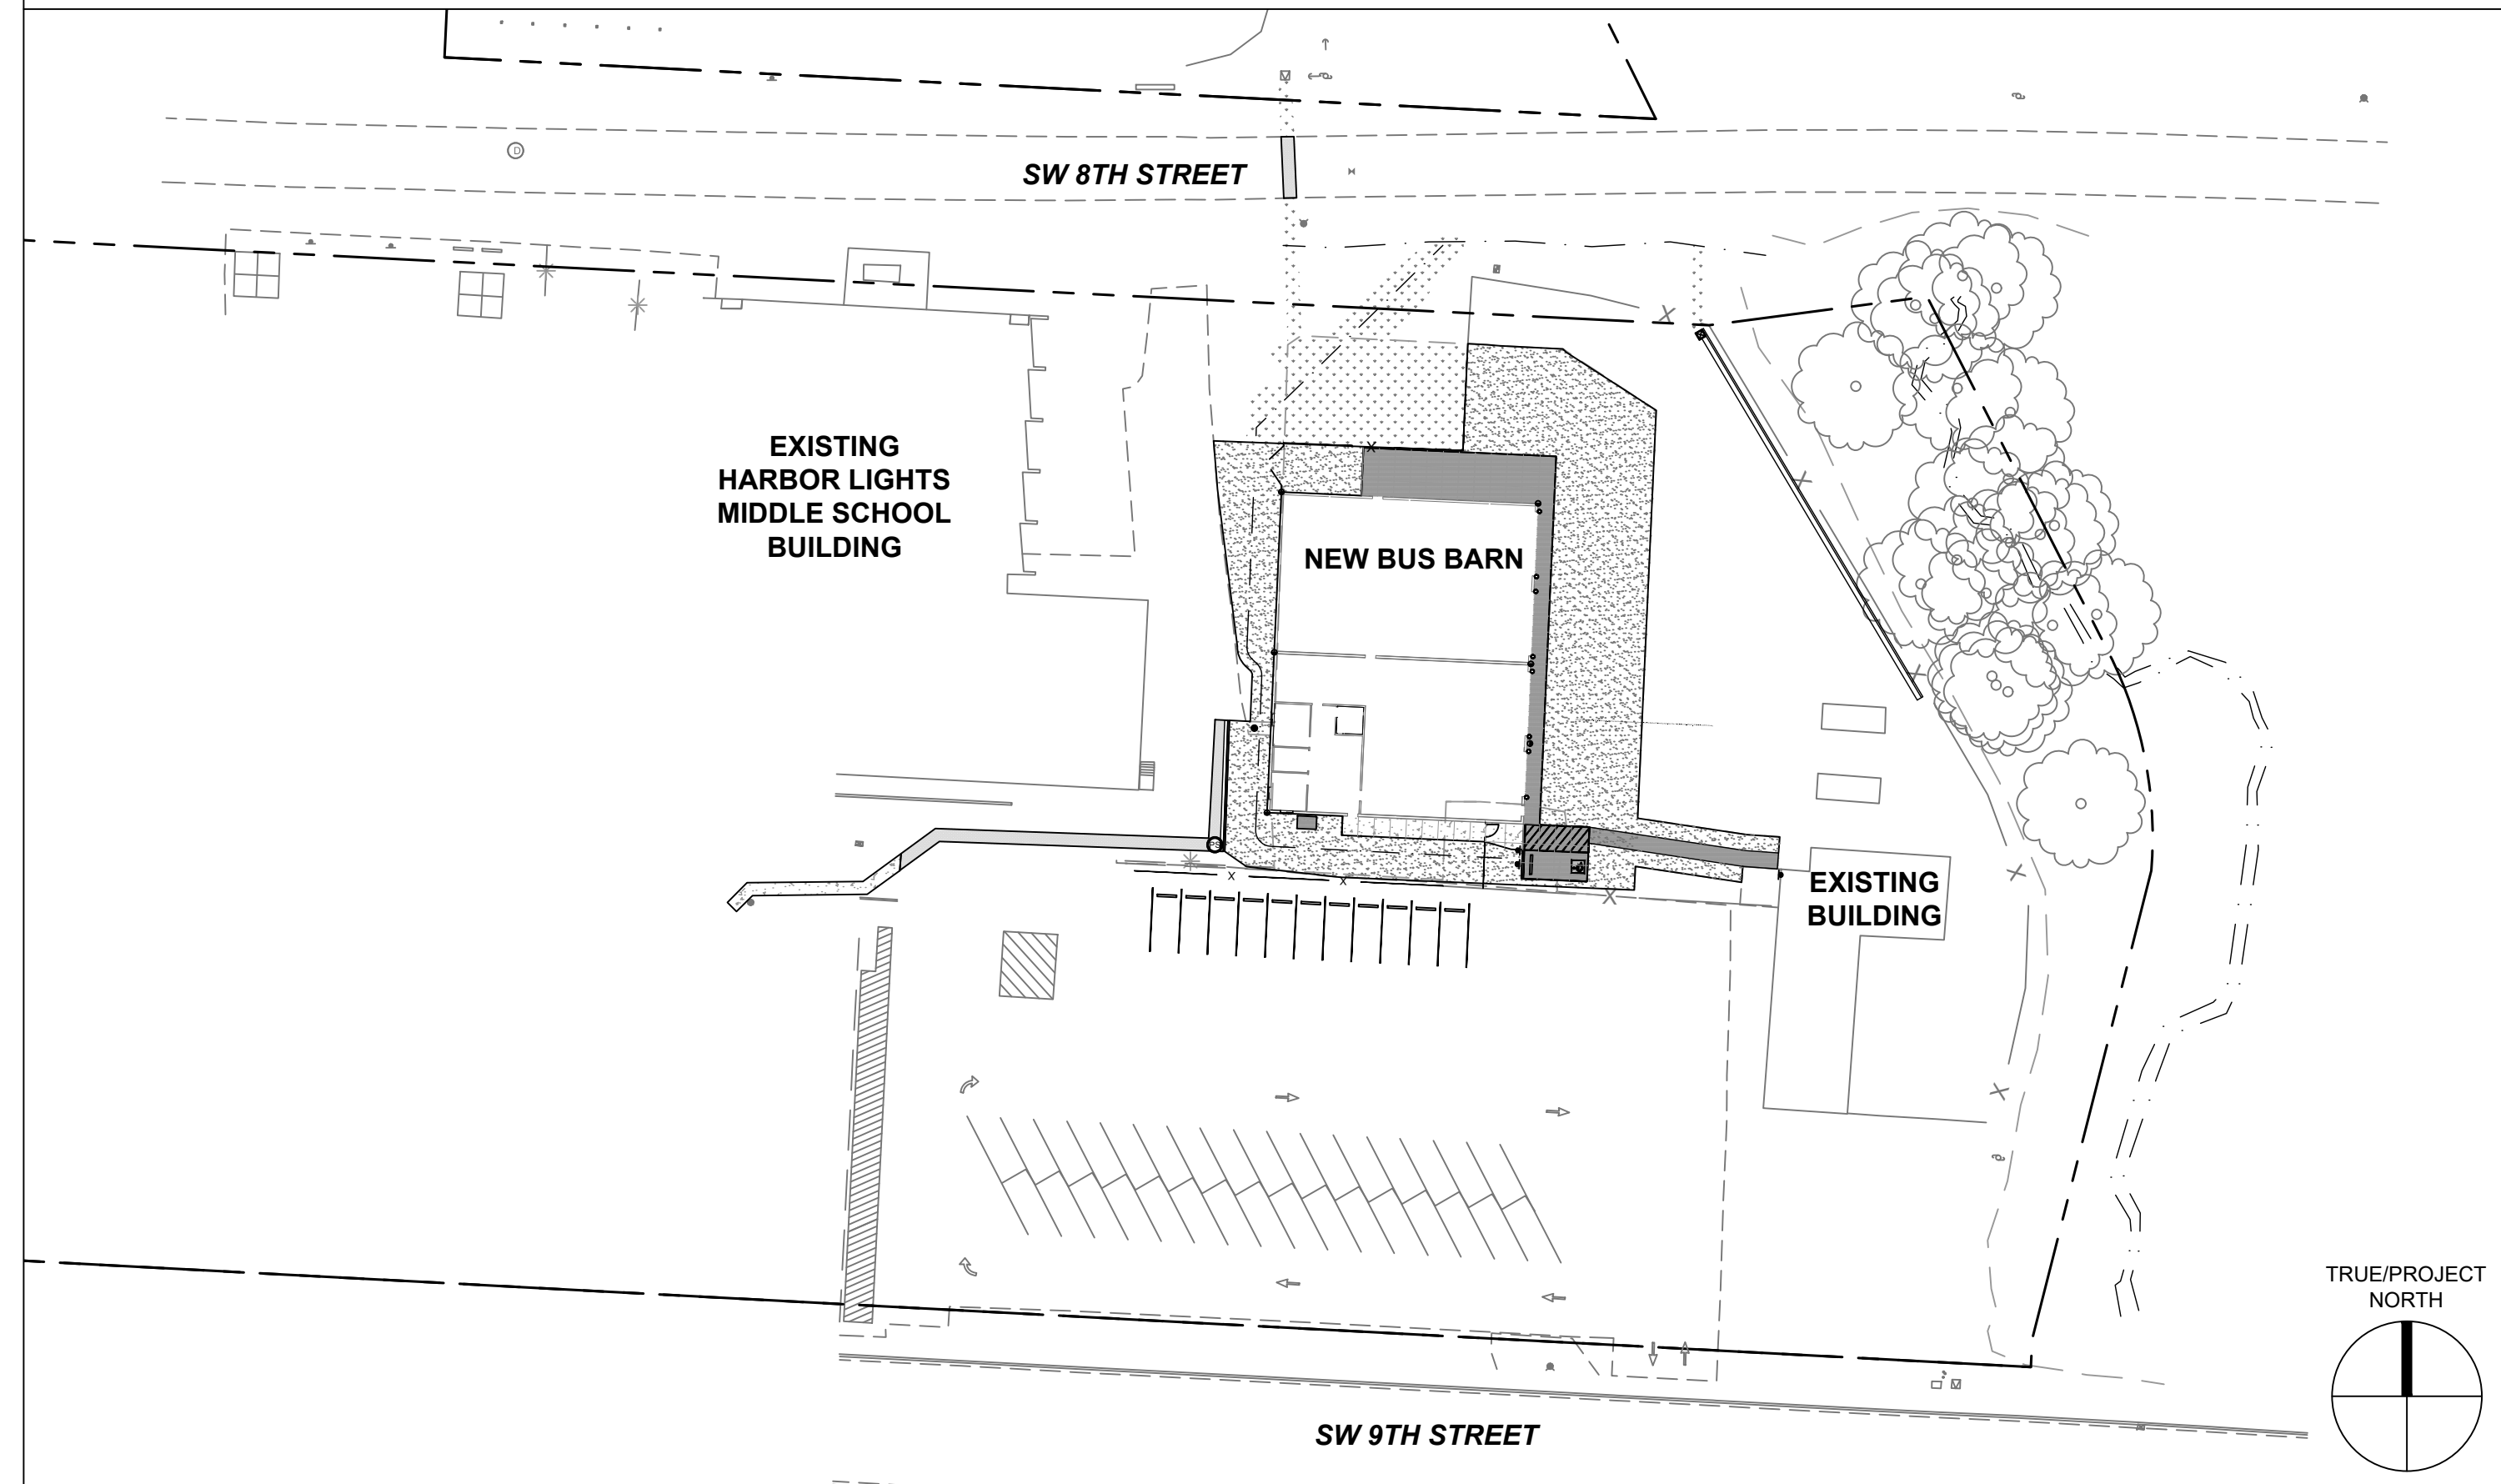 SW 8TH STREET
D
EXISTING
HARBOR LIGHTS
MIDDLE SCHOOL
BUILDING
NEW BUS BARN
PS
EXISTING
BUILDING
TRUE/PROJECT
NORTH
SW 9TH STREET